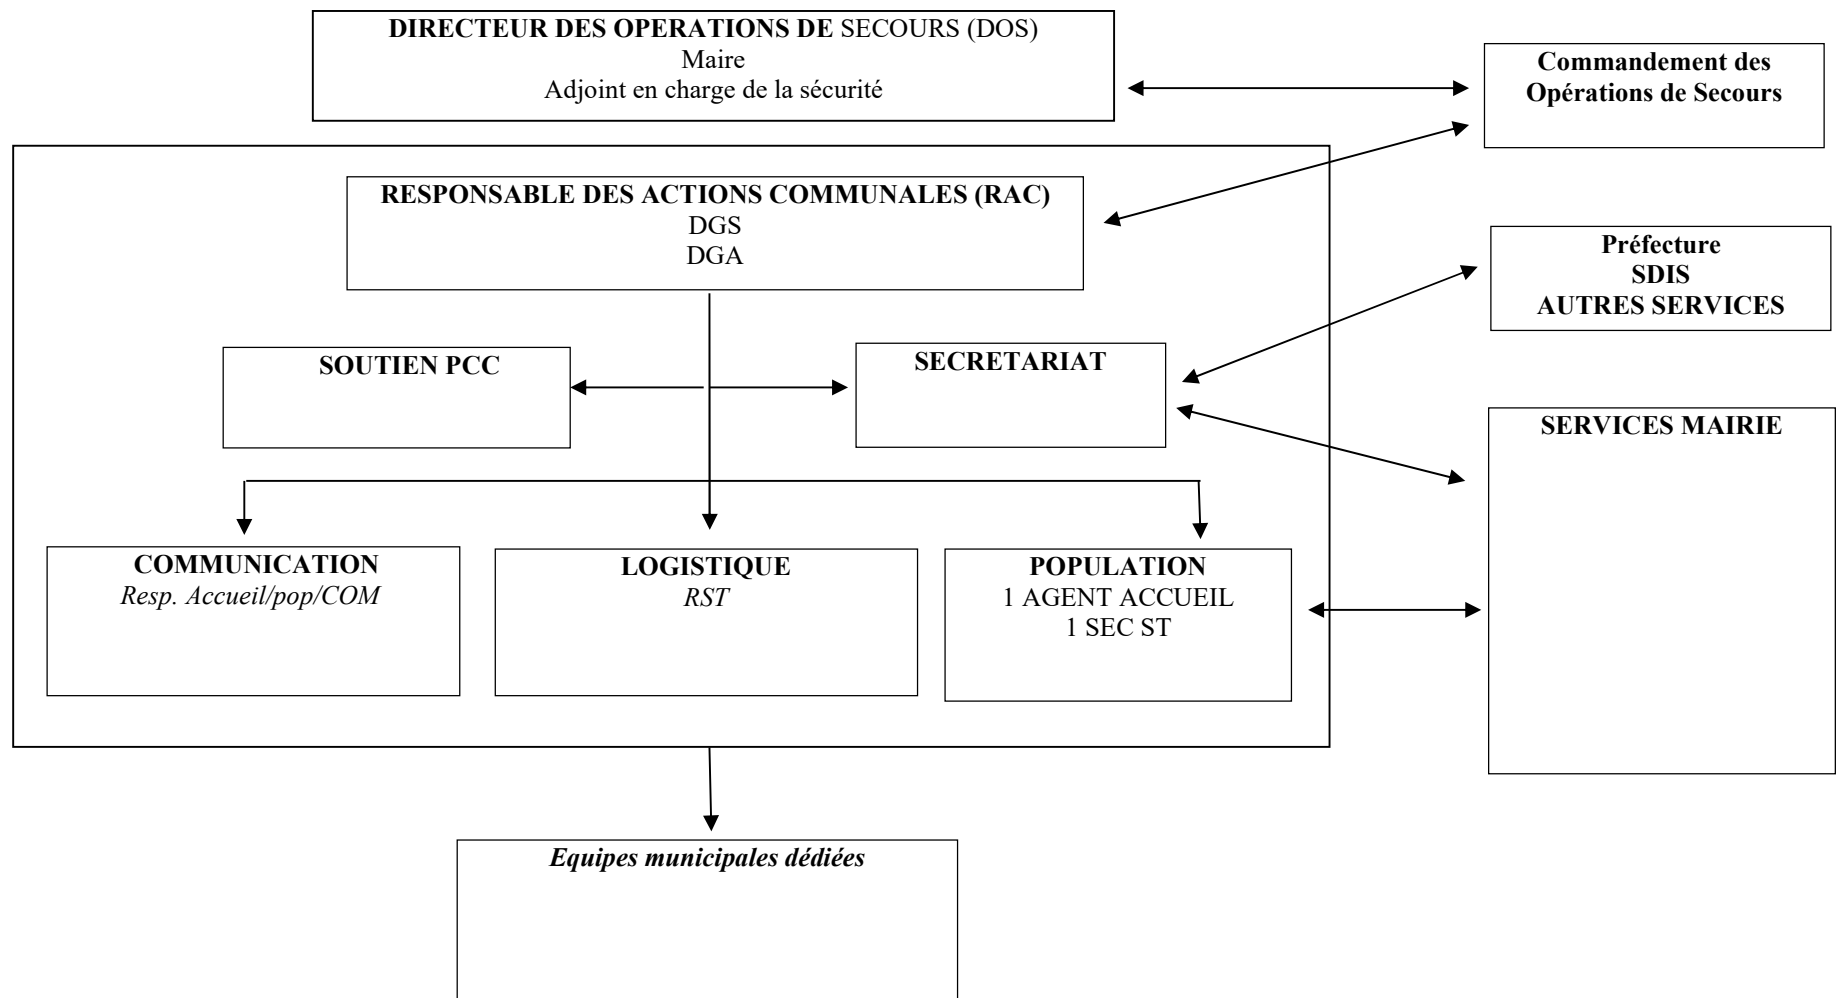 DIRECTEUR DES OPERATIONS DE SECOURS (DOS)
Maire
Adjoint en charge de la sécurité
Commandement des
Opérations de Secours
RESPONSABLE DES ACTIONS COMMUNALES (RAC)
DGS
DGA
Préfecture
SDIS
AUTRES SERVICES
SOUTIEN PCC
SECRETARIAT
SERVICES MAIRIE
COMMUNICATION
Resp. Accueil/pop/COM
LOGISTIQUE
RST
POPULATION
1 AGENT ACCUEIL
1 SEC ST
Equipes municipales dédiées